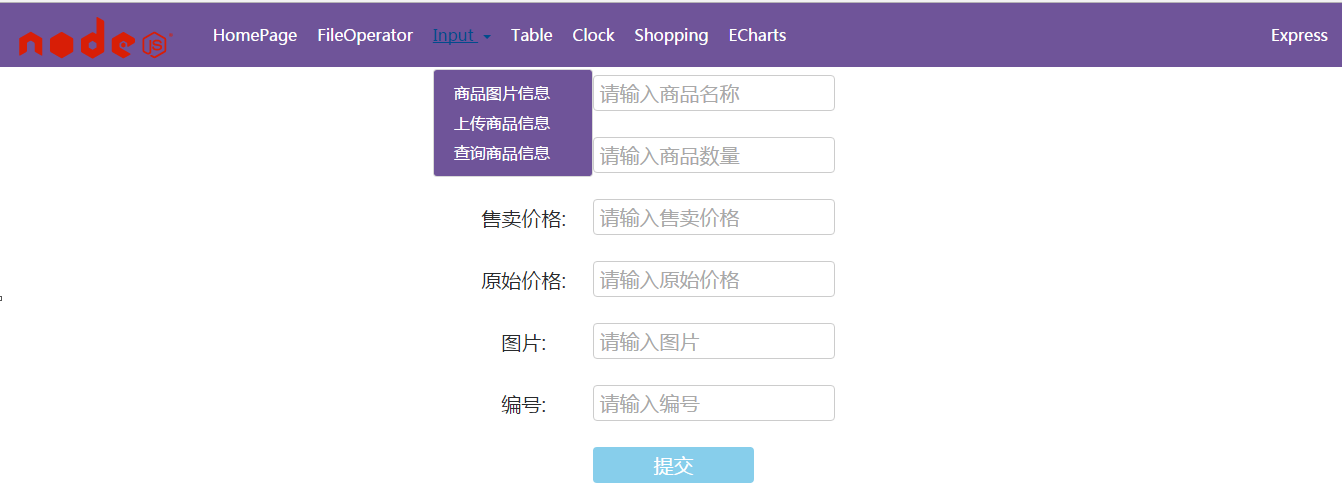 node JS HomePage FileOperator Input Table Clock Shopping ECharts Express
商品图片信息
上传商品信息
查询商品信息
请输入商品名称
请输入商品数量
售卖价格: 请输入售卖价格
原始价格: 请输入原始价格
图片: 请输入图片
编号: 请输入编号
提交